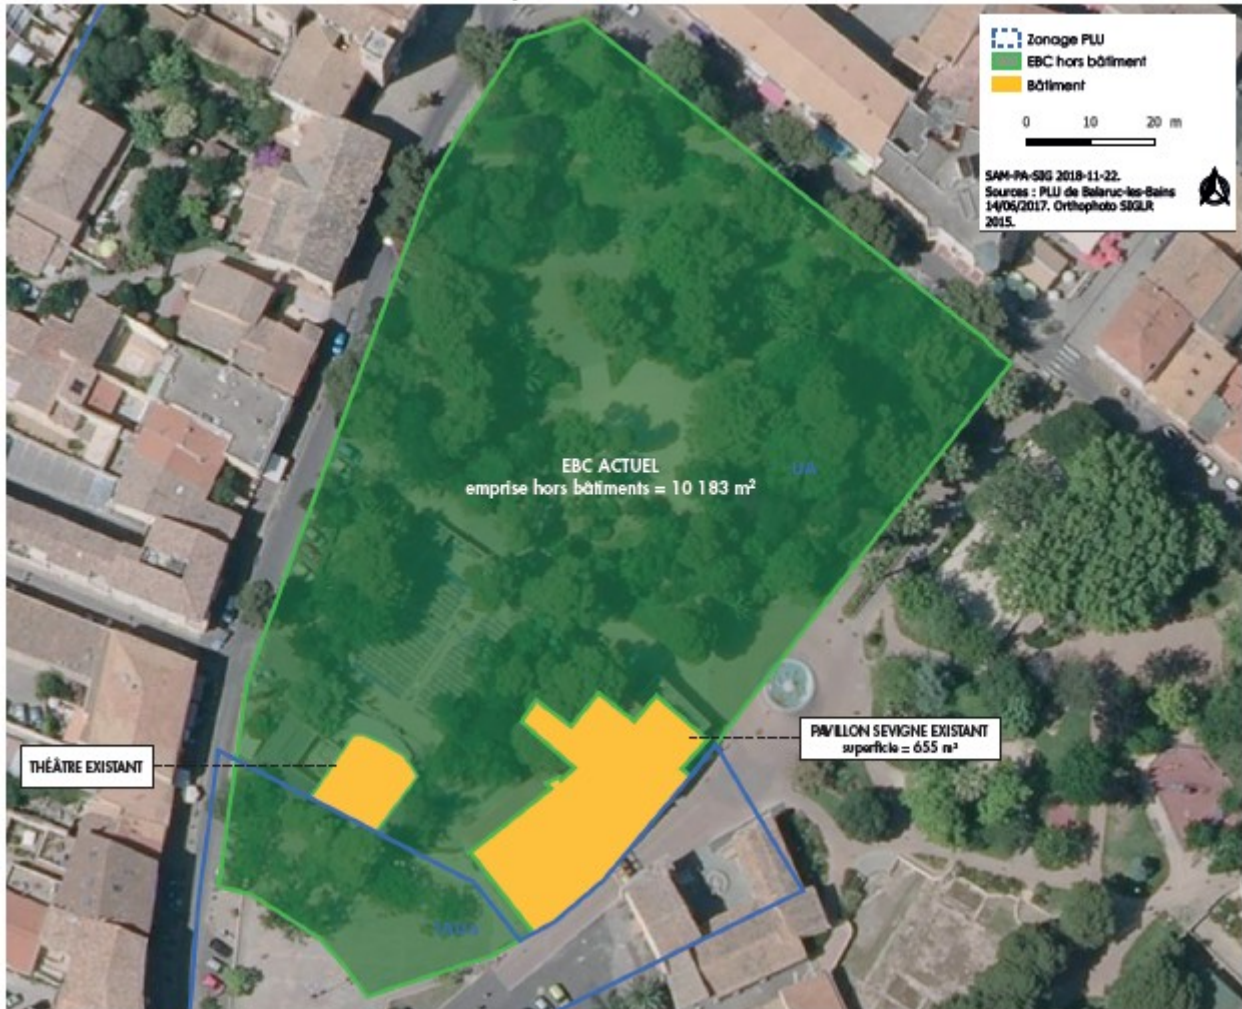 Zonage PLU
EBC hors bâtiment
Bâtiment
0 10 20 m
SAM-PA-SIG 2018-11-22.
Sources : PLU de Balaruc-les-Bains
14/06/2017. Orthophoto SIGLR
2015.
EBC ACTUEL
emprise hors bâtiments = 10 183 m²
UA
THÉÂTRE EXISTANT
PAVILLON SEVIGNE EXISTANT
superficie = 655 m²